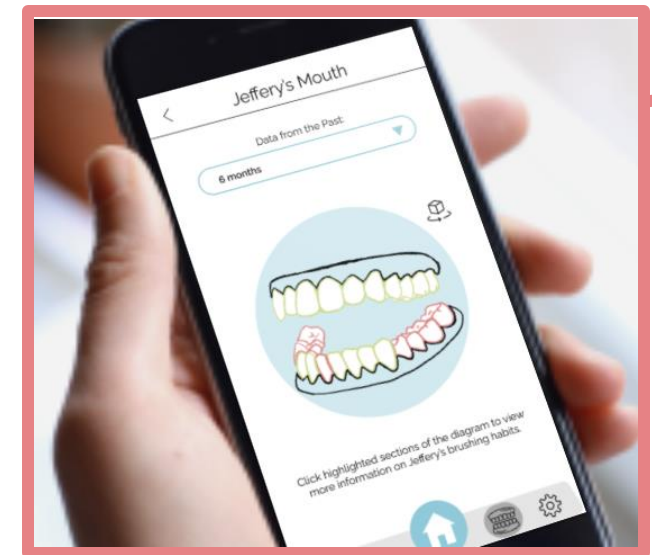 Jeffery's Mouth
Data from the Past:
6 months
Click highlighted sections of the diagram to view
more information on Jeffery's brushing habits.